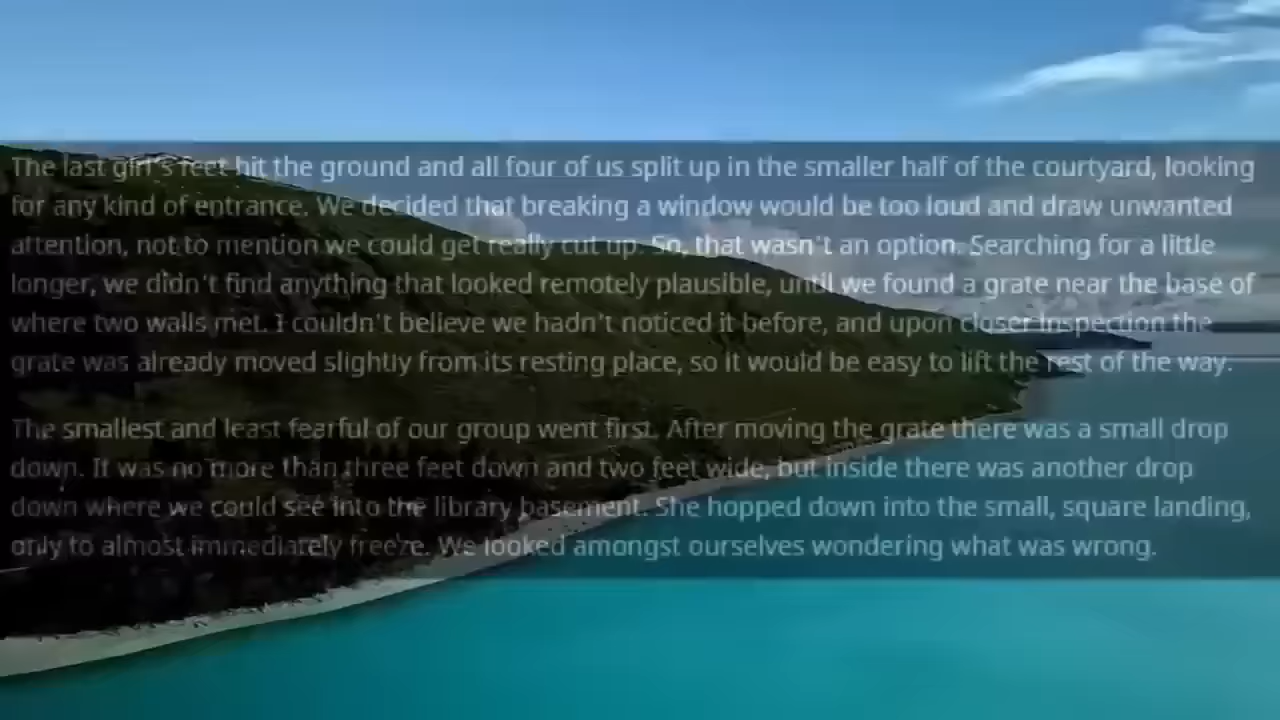 The last girl's feet hit the ground and all four of us split up in the smaller half of the courtyard, looking
for any kind of entrance. We decided that breaking a window would be too loud and draw unwanted
attention, not to mention we could get really cut up. So, that wasn't an option. Searching for a little
longer, we didn't find anything that looked remotely plausible, until we found a grate near the base of
where two walls met. I couldn't believe we hadn't noticed it before, and upon closer inspection the
grate was already moved slightly from its resting place, so it would be easy to lift the rest of the way.
The smallest and least fearful of our group went first. After moving the grate there was a small drop
down. It was no more than three feet down and two feet wide, but inside there was another drop
down where we could see into the library basement. She hopped down into the small, square landing,
only to almost immediately freeze. We looked amongst ourselves wondering what was wrong.